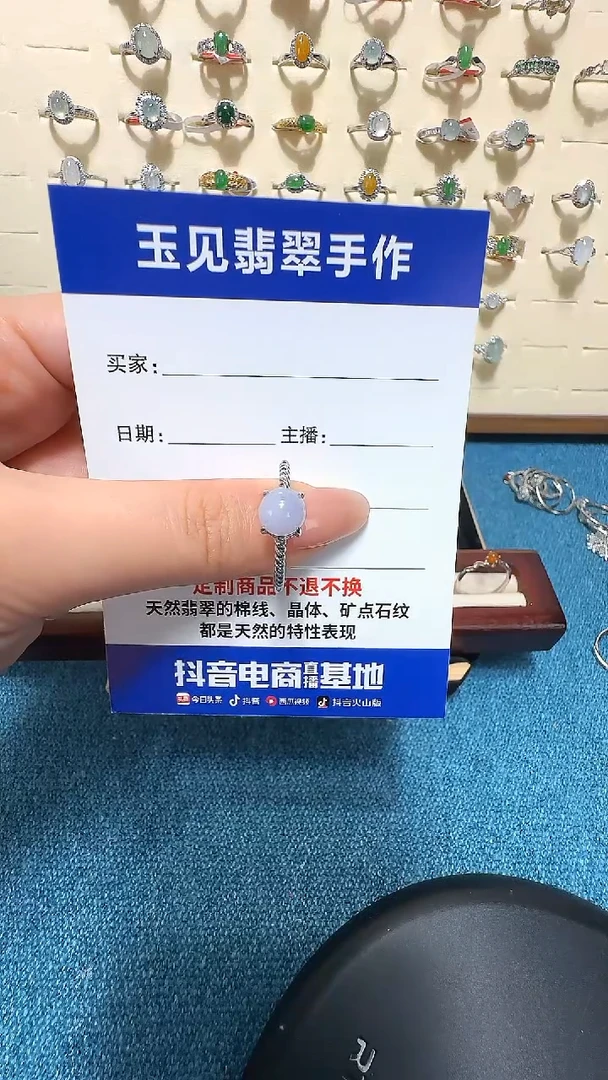 玉见翡翠手作
买家:
日期: 主播:
定制商品不退不换
天然翡翠的棉线、晶体、矿点石纹
都是天然的特性表现
抖音电商直播基地
今日头条 抖音 西瓜视频 抖音火山版